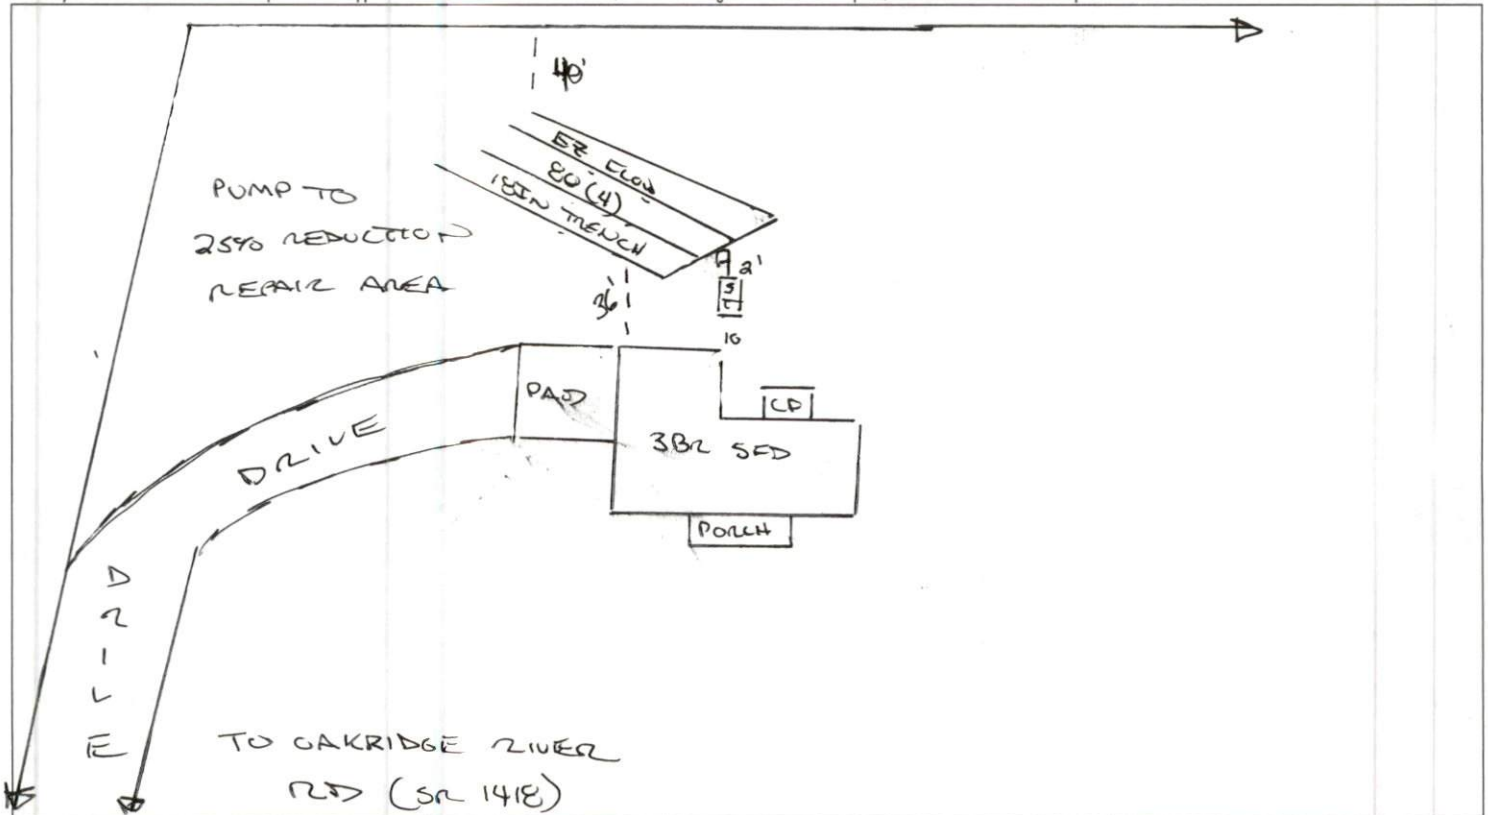 40'
EZ FLOW
80 (4)
18IN TRENCH
PUMP TO
25% REDUCTION
REPAIR AREA
2'
ST
36'
10
PAD
CP
DRIVE
3BR SFD
PORCH
DRIVE
TO OAKRIDGE RIVER
RD (SR 1418)